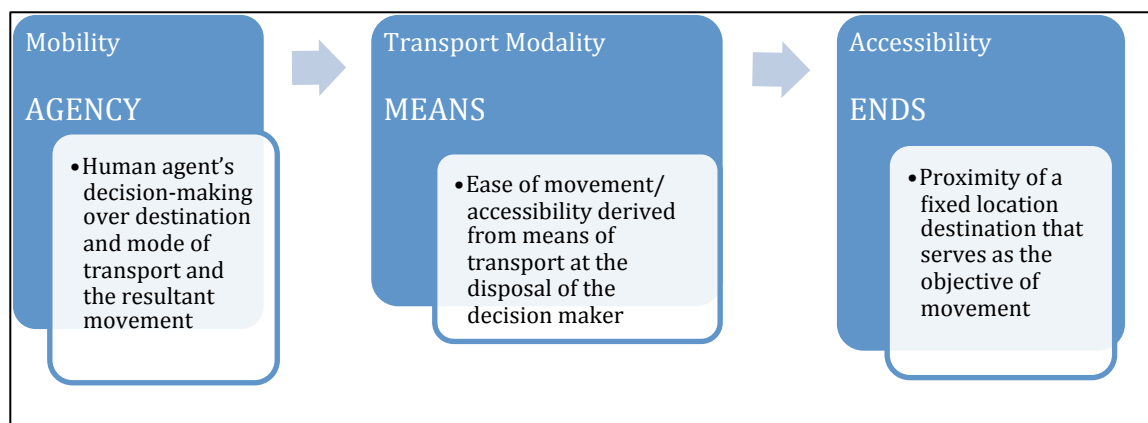 Mobility
AGENCY
•Human agent’s
decision-making
over destination
and mode of
transport and
the resultant
movement
Transport Modality
MEANS
•Ease of movement/
accessibility derived
from means of
transport at the
disposal of the
decision maker
Accessibility
ENDS
•Proximity of a
fixed location
destination that
serves as the
objective of
movement